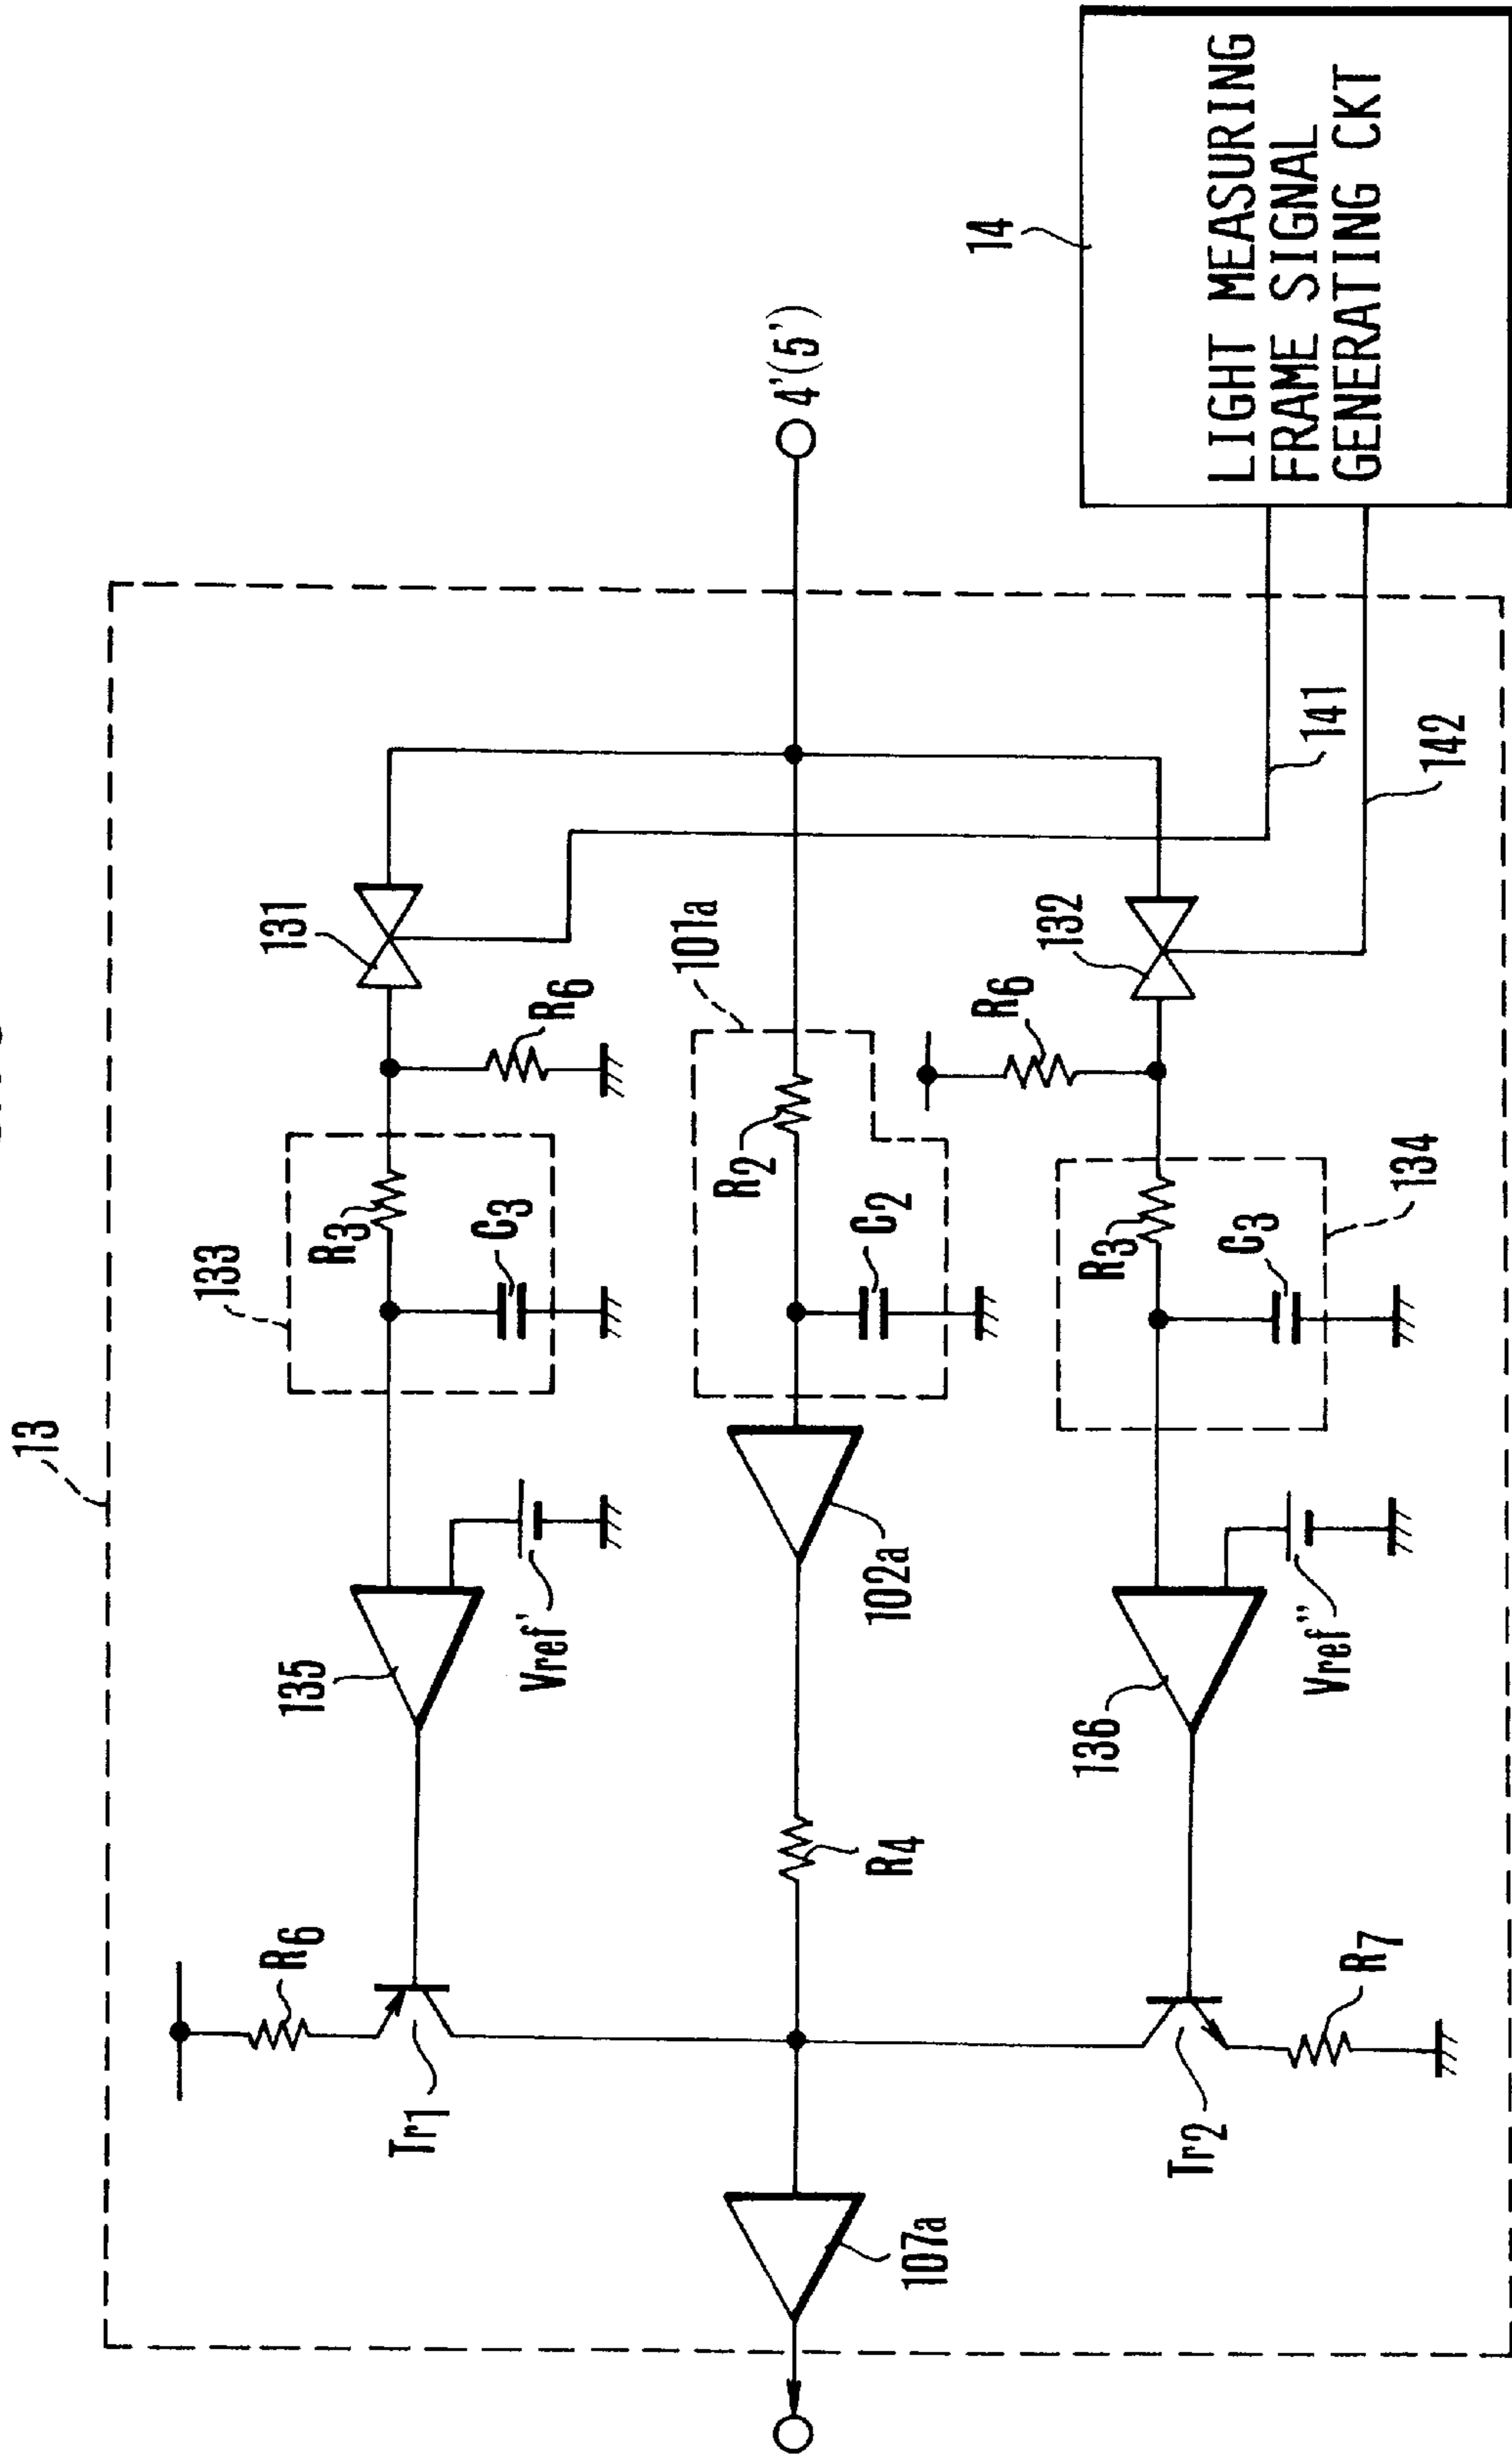 13
131
R6
133
R3
C3
135
Vref'
R6
Tr1
4'(5')
101a
R2
C2
102a
R4
107a
132
R6
134
R3
C3
136
Vref''
R7
Tr2
141
142
14
LIGHT MEASURING
FRAME SIGNAL
GENERATING CKT